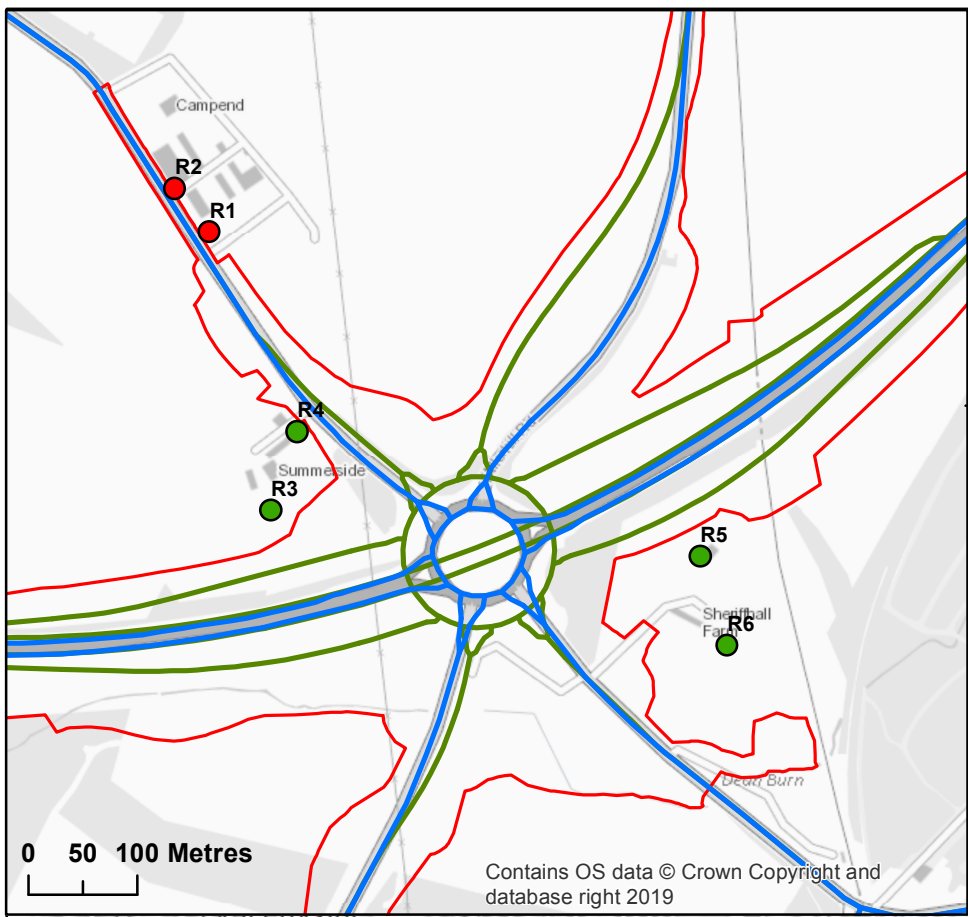 Campend
R2
R1
R4
Summerside
R3
R5
Sheriffhall
Farm
R6
Dean Burn
0 50 100 Metres
Contains OS data © Crown Copyright and
database right 2019